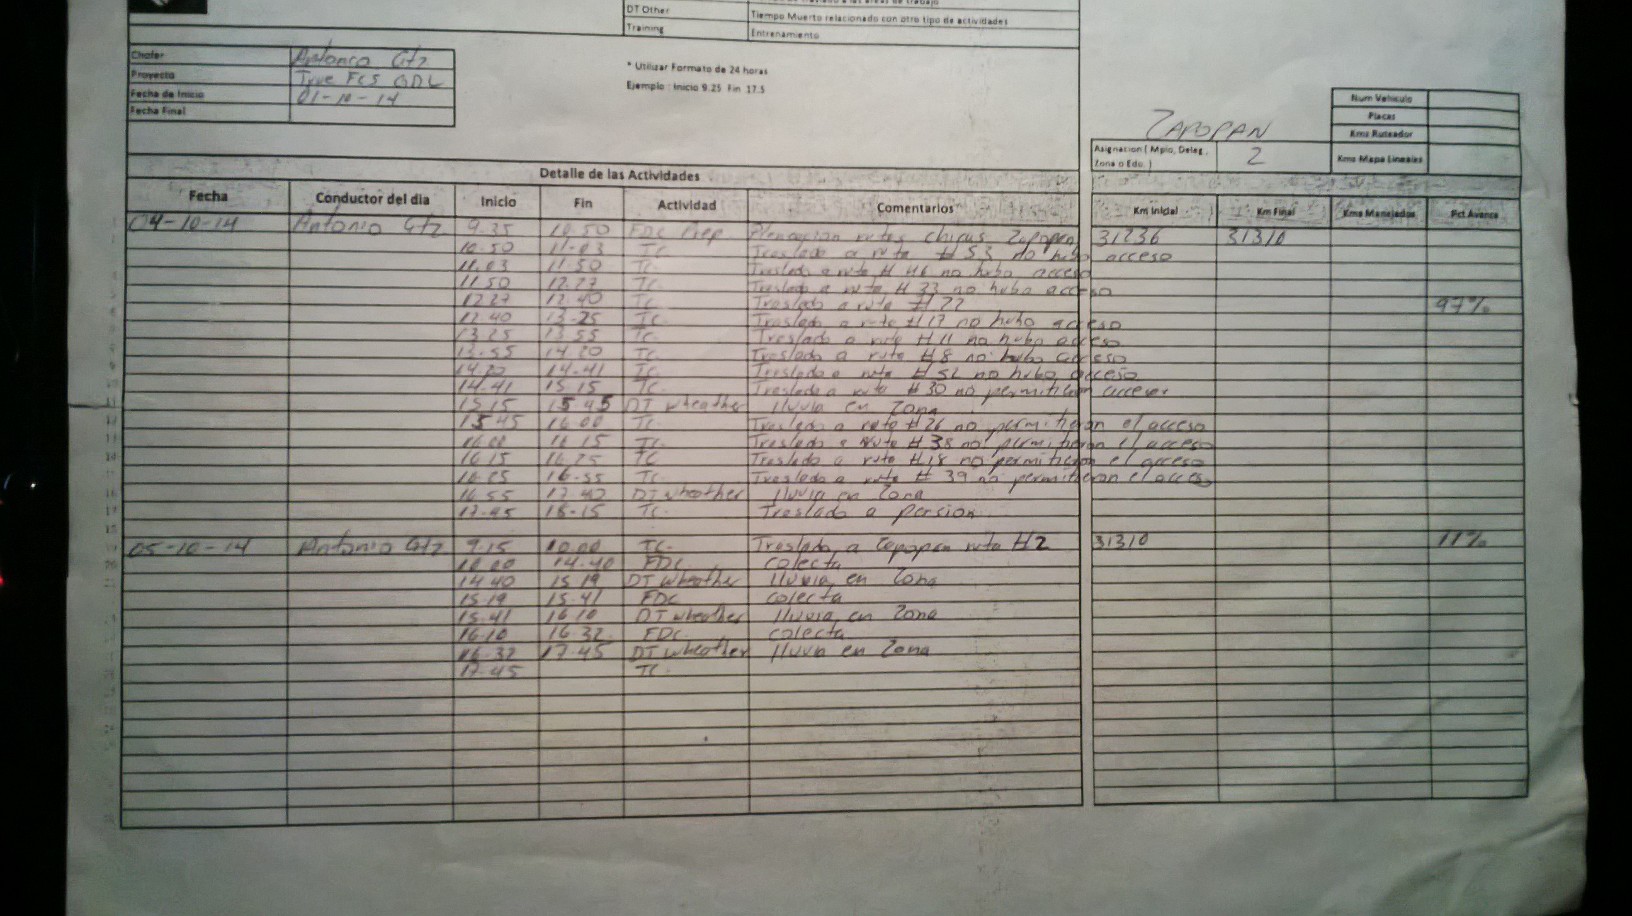 DT Other Tiempo Muerto relacionado con otro tipo de actividades
Training Entrenamiento
Chofer Antonio Gtz
Proyecto Type FCS GDL
Fecha de Inicio 01-10-14
Fecha Final
* Utilizar Formato de 24 horas
Ejemplo : Inicio 9.25 Fin 17.5
ZAPOPAN
Num Vehiculo
Placas
Kms Ruteador
Kms Mapa Lineales
Asignacion ( Mpio, Deleg, Zona o Edo. ) 2
Detalle de las Actividades
Fecha Conductor del dia Inicio Fin Actividad Comentarios Km Inicial Km Final Kms Manejados Pct Avance
04-10-14 Antonio Gtz 9.35 10.50 FDC Prep Planeacion rutas chicas Zapopan 31236 31310
10.50 11.03 TC Traslado a ruta #53 no hubo acceso
11.03 11.50 TC. Traslado a ruta #46 no hubo acceso
11.50 12.27 TC. Traslado a ruta #33 no hubo acceso
12.27 12.40 TC. Traslado a ruta #22 97%
12.40 13.25 TC. Traslado a ruta #17 no hubo acceso
13.25 13.55 TC. Traslado a ruta #11 no hubo acceso
13.55 14.20 TC. Traslado a ruta #8 no hubo acceso
14.20 14.41 TC. Traslado a ruta #52 no hubo acceso
14.41 15.15 TC. Traslado a ruta #30 no permitieron acceso
15.15 15.45 DT wheather lluvia en Zona
15.45 16.00 TC. Traslado a ruta #26 no permitieron el acceso
16.00 16.15 TC. Traslado a ruta #38 no permitieron el acceso
16.15 16.25 TC Traslado a ruta #18 no permitieron el acceso
16.25 16.55 TC. Traslado a ruta #39 no permitieron el acceso
16.55 DT wheather lluvia en Zona
17.45 18.15 TC. Traslado a pension
05-10-14 Antonio Gtz 9.15 10.00 TC. Traslado a Zapopan ruta #2 31310 11%
10.00 14.40 FDC colecta
14.40 15.19 DT wheather lluvia en Zona
15.19 15.41 FDC colecta
15.41 16.10 DT wheather lluvia en Zona
16.10 16.32 FDC. colecta
16.32 17.45 DT wheather lluvia en Zona
17.45 TC.